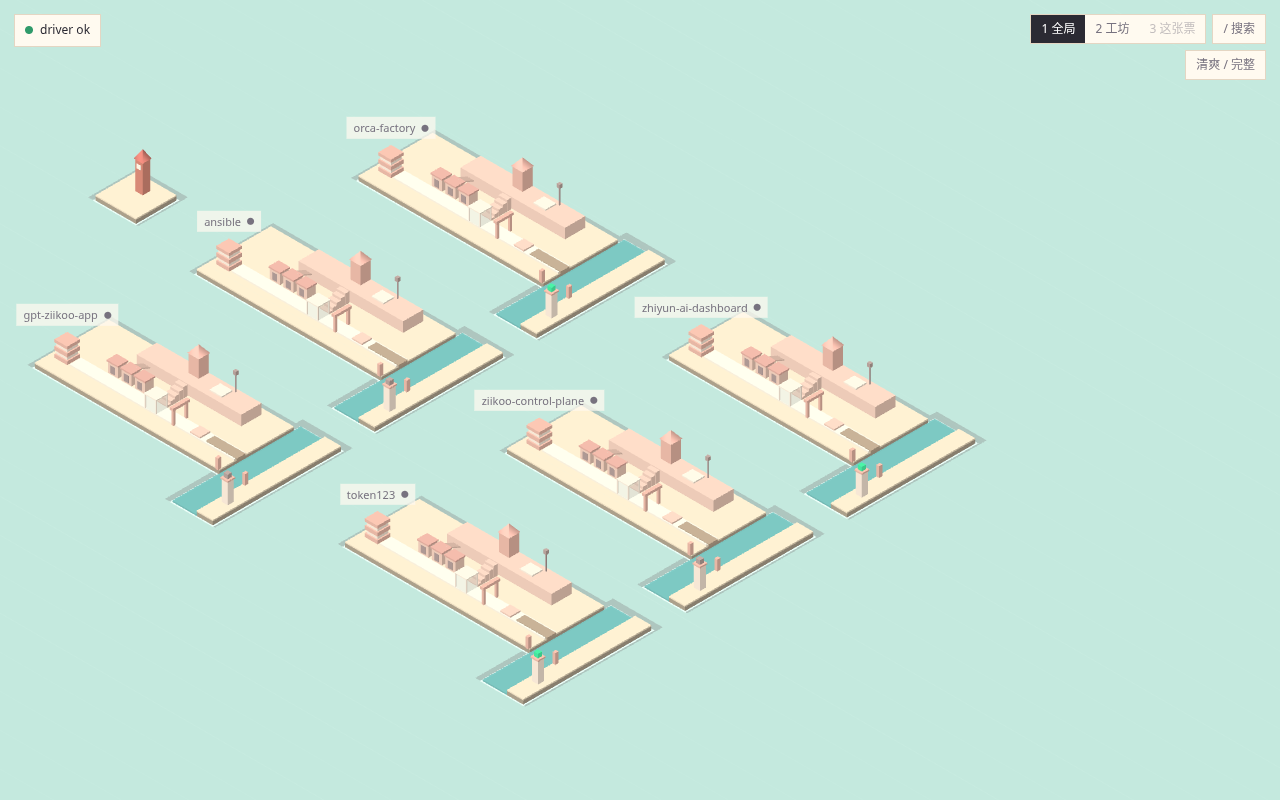 driver ok
1 全局 2 工坊 3 这张票 / 搜索
清爽 / 完整
orca-factory
ansible
gpt-ziikoo-app
zhiyun-ai-dashboard
ziikoo-control-plane
token123